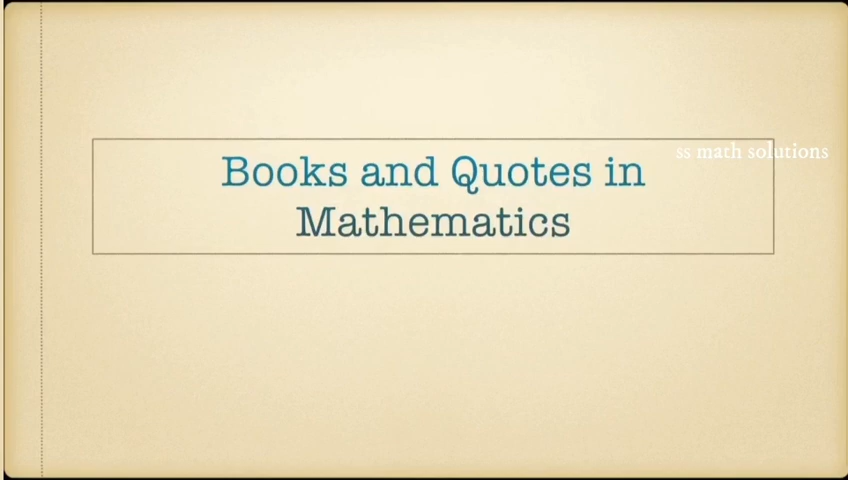 ss math solutions
Books and Quotes in
Mathematics